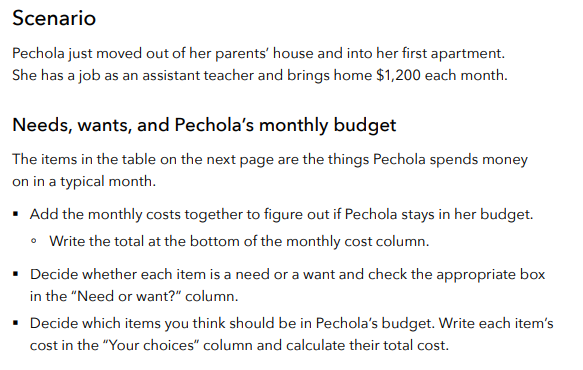 Scenario
Pechola just moved out of her parents’ house and into her first apartment.
She has a job as an assistant teacher and brings home $1,200 each month.
Needs, wants, and Pechola’s monthly budget
The items in the table on the next page are the things Pechola spends money
on in a typical month.
▪ Add the monthly costs together to figure out if Pechola stays in her budget.
◦ Write the total at the bottom of the monthly cost column.
▪ Decide whether each item is a need or a want and check the appropriate box
in the “Need or want?” column.
▪ Decide which items you think should be in Pechola’s budget. Write each item’s
cost in the “Your choices” column and calculate their total cost.